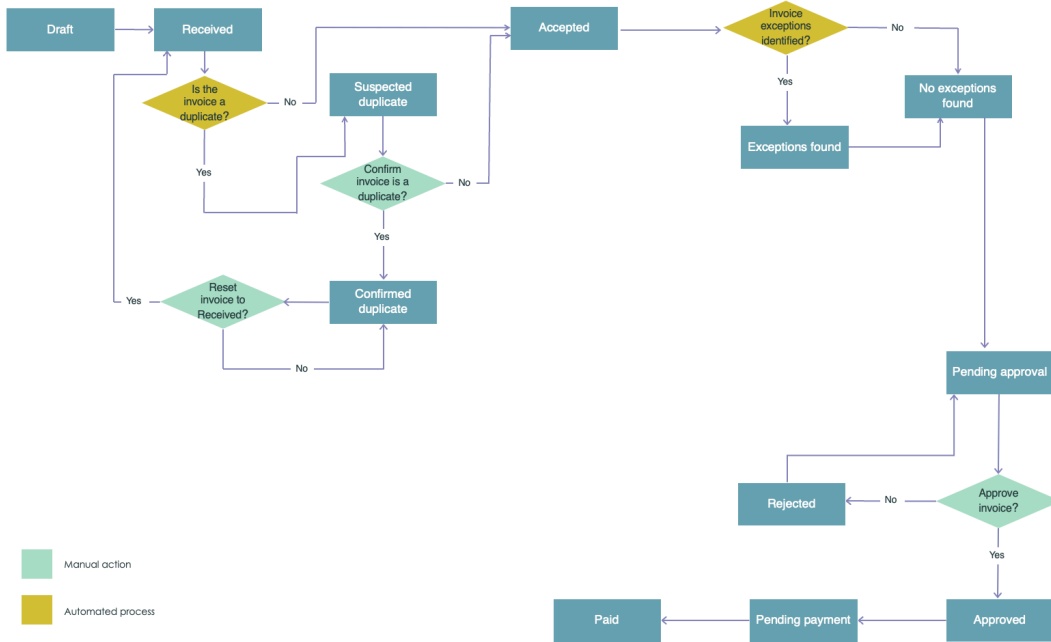 Draft
Received
Accepted
Invoice
exceptions
identified?
No
Is the
invoice a
duplicate?
No
Suspected
duplicate
Yes
No exceptions
found
Exceptions found
Yes
Confirm
invoice is a
duplicate?
No
Yes
Reset
invoice to
Received?
Yes
Confirmed
duplicate
No
Pending approval
Rejected
No
Approve
invoice?
Yes
Manual action
Automated process
Paid
Pending payment
Approved